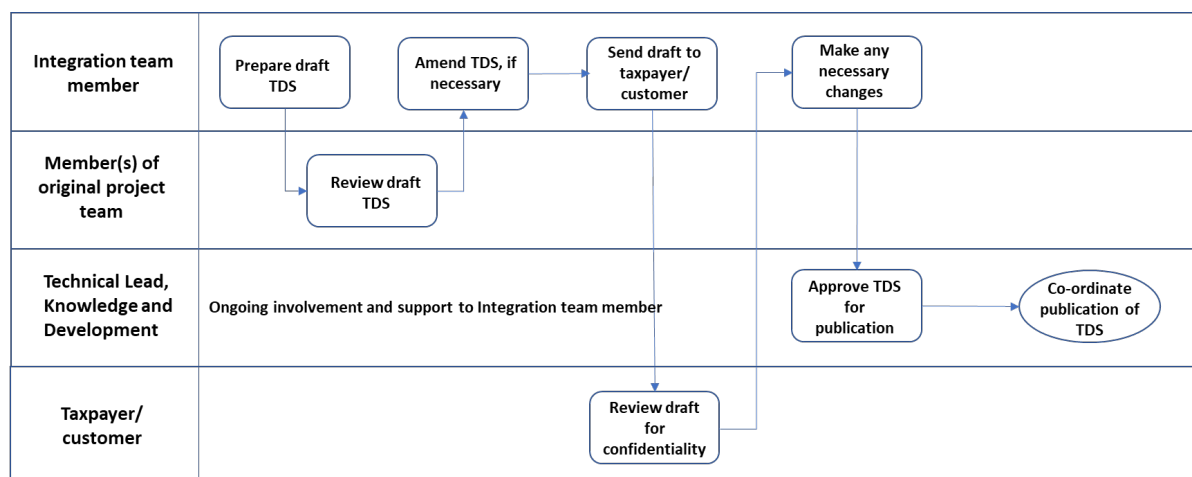 Integration team
member
Prepare draft
TDS
Amend TDS, if
necessary
Send draft to
taxpayer/
customer
Make any
necessary
changes
Member(s) of
original project
team
Review draft
TDS
Technical Lead,
Knowledge and
Development
Ongoing involvement and support to Integration team member
Approve TDS
for
publication
Co-ordinate
publication of
TDS
Taxpayer/
customer
Review draft
for
confidentiality